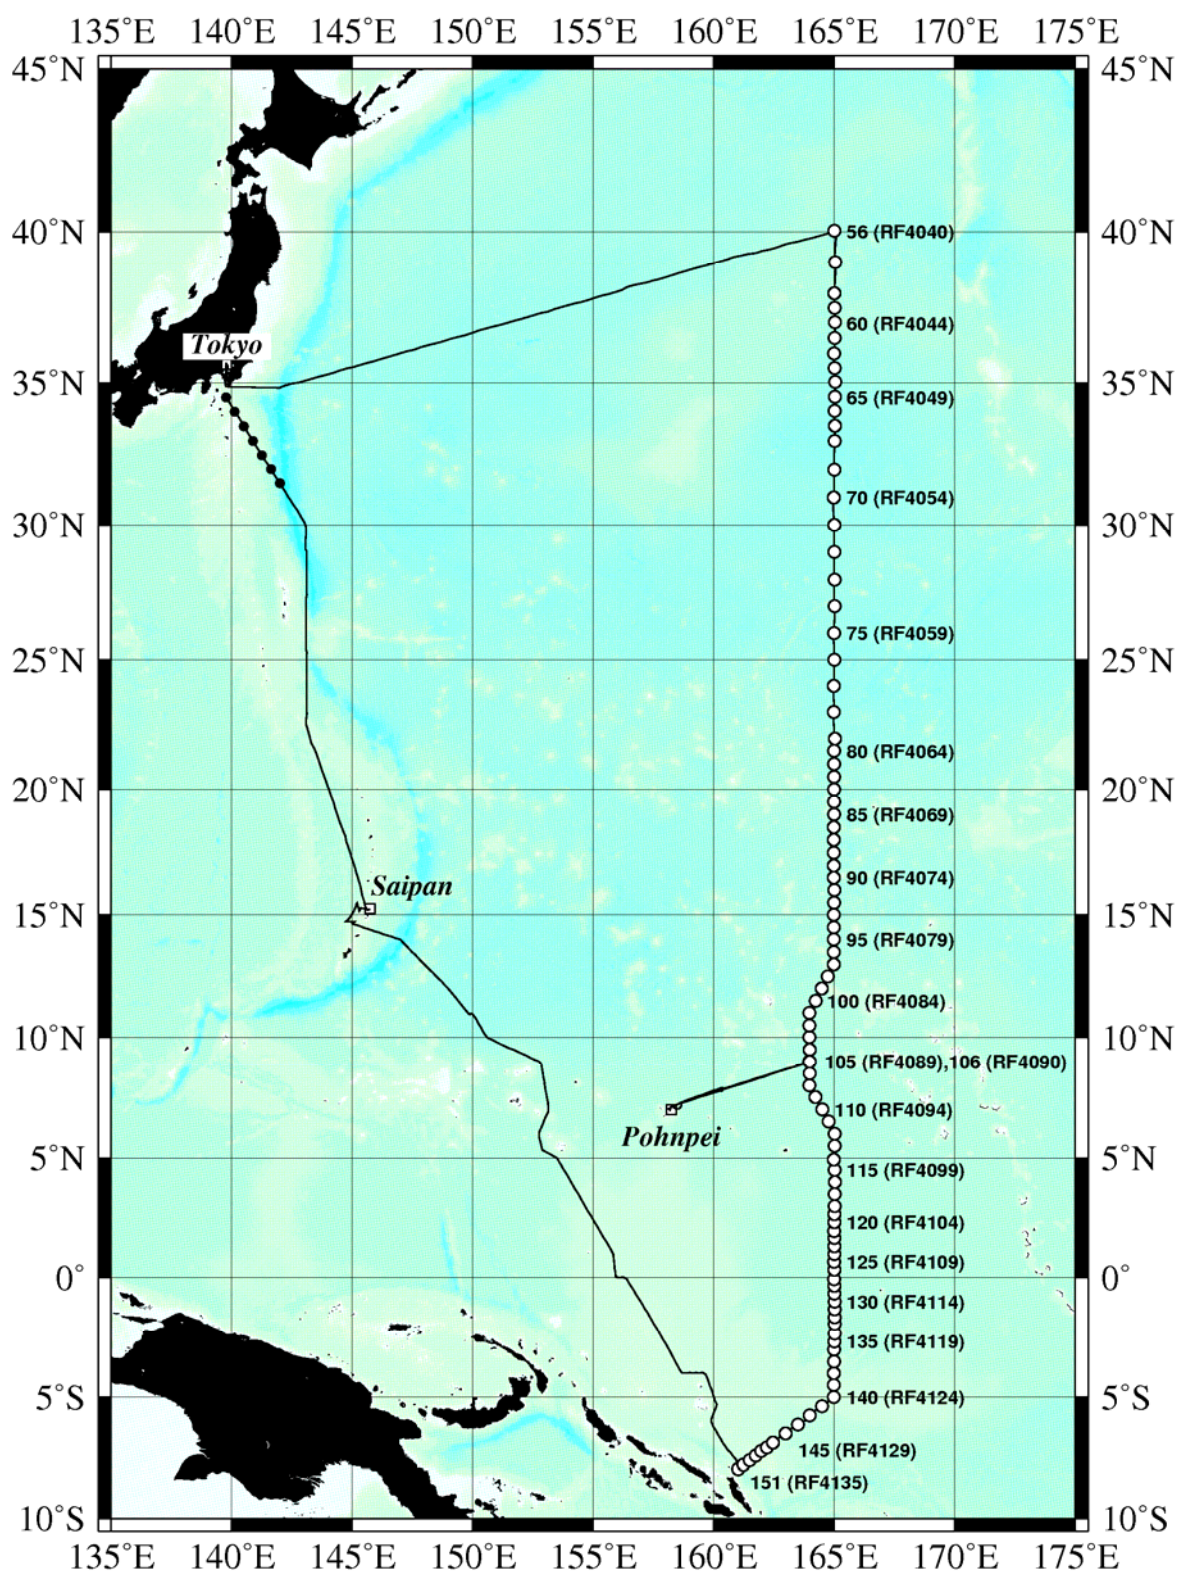 135°E 140°E 145°E 150°E 155°E 160°E 165°E 170°E 175°E
45°N 45°N
40°N 56 (RF4040) 40°N
60 (RF4044)
Tokyo
35°N 35°N
65 (RF4049)
70 (RF4054)
30°N 30°N
75 (RF4059)
25°N 25°N
80 (RF4064)
20°N 20°N
85 (RF4069)
90 (RF4074)
Saipan
15°N 15°N
95 (RF4079)
100 (RF4084)
10°N 10°N
105 (RF4089),106 (RF4090)
110 (RF4094)
Pohnpei
5°N 5°N
115 (RF4099)
120 (RF4104)
125 (RF4109)
0° 0°
130 (RF4114)
135 (RF4119)
5°S 140 (RF4124) 5°S
145 (RF4129)
151 (RF4135)
10°S 10°S
135°E 140°E 145°E 150°E 155°E 160°E 165°E 170°E 175°E